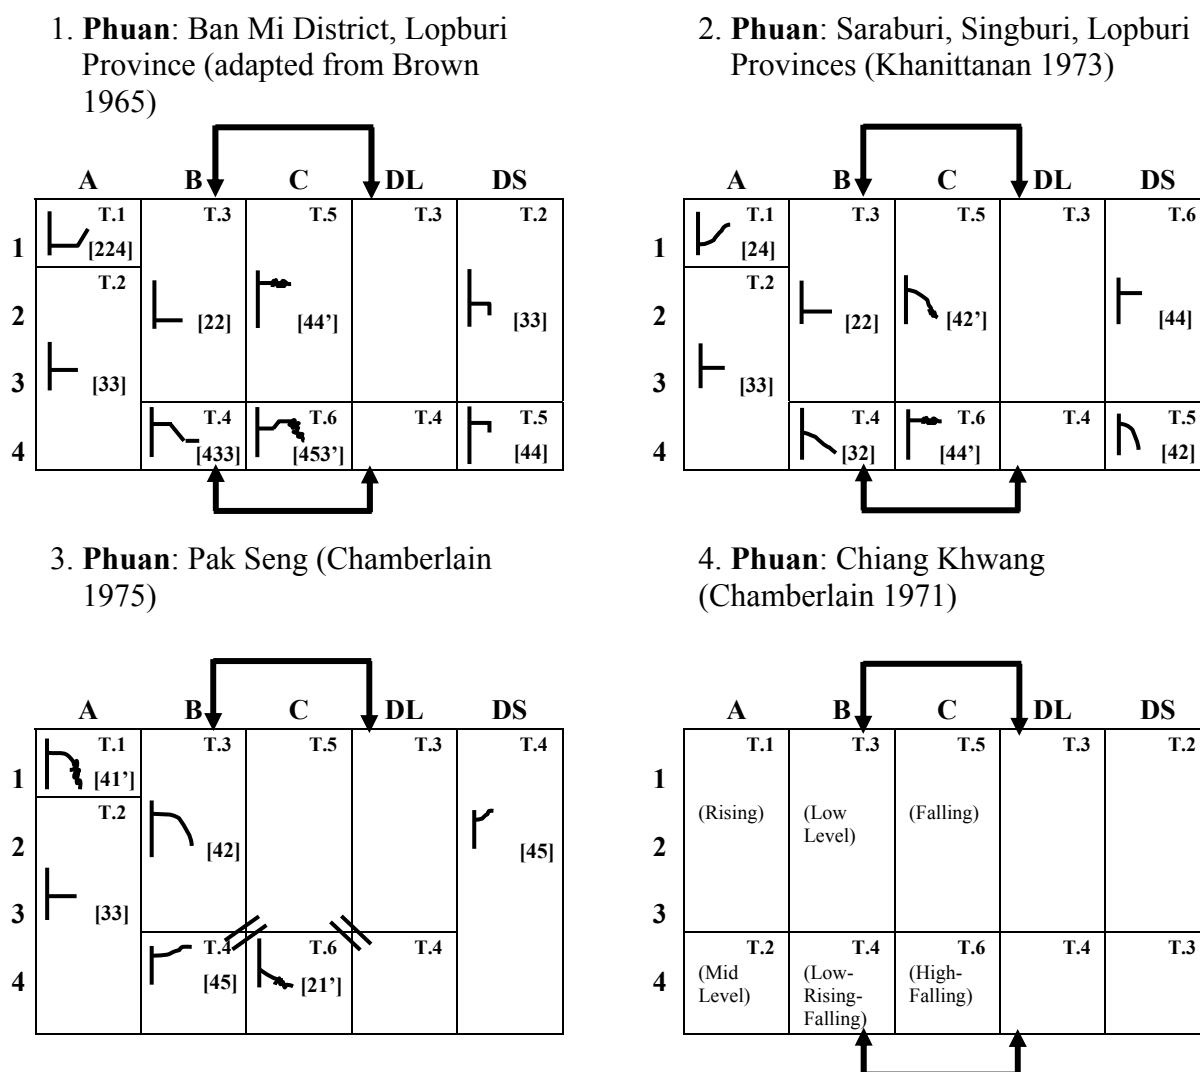 1. Phuan: Ban Mi District, Lopburi
Province (adapted from Brown
1965)
A B C DL DS
T.1 T.3 T.5 T.3 T.2
1 [224]
T.2
2 [22] [44’] [33]
3 [33]
T.4 T.6 T.4 T.5
4 [433] [453’] [44]
2. Phuan: Saraburi, Singburi, Lopburi
Provinces (Khanittanan 1973)
A B C DL DS
T.1 T.3 T.5 T.3 T.6
1 [24]
T.2
2 [22] [42’] [44]
3 [33]
T.4 T.6 T.4 T.5
4 [32] [44’] [42]
3. Phuan: Pak Seng (Chamberlain
1975)
A B C DL DS
T.1 T.3 T.5 T.3 T.4
1 [41’]
T.2
2 [42] [45]
3 [33]
T.4 T.6 T.4
4 [45] [21’]
4. Phuan: Chiang Khwang
(Chamberlain 1971)
A B C DL DS
T.1 T.3 T.5 T.3 T.2
1
(Rising) (Low (Falling)
2 Level)
3
T.2 T.4 T.6 T.4 T.3
4 (Mid (Low- (High-
Level) Rising- Falling)
Falling)